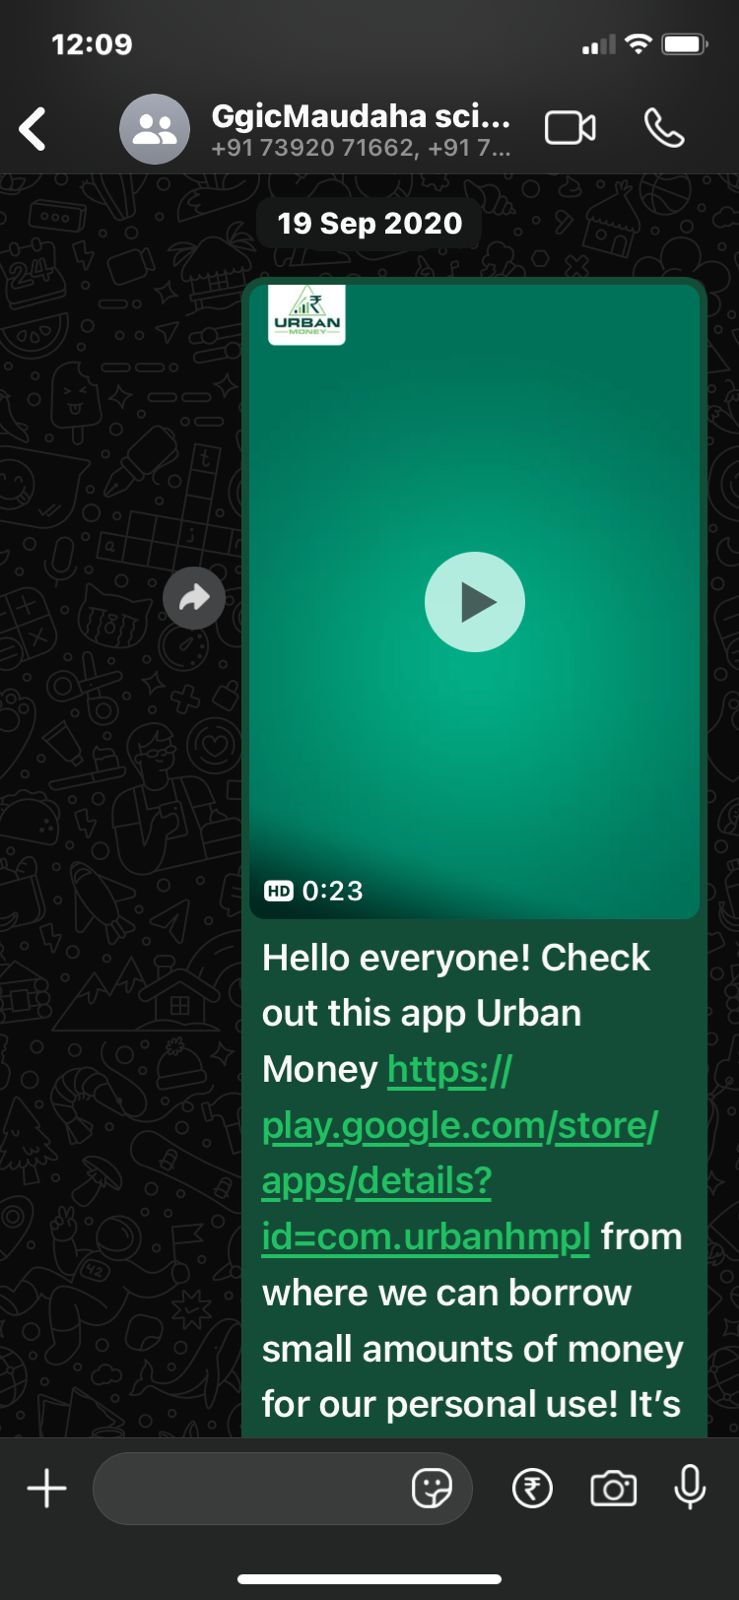 12:09
GgicMaudaha sci...
+91 73920 71662, +91 7...
19 Sep 2020
URBAN
MONEY
HD 0:23
Hello everyone! Check
out this app Urban
Money https://
play.google.com/store/
apps/details?
id=com.urbanhmpl from
where we can borrow
small amounts of money
for our personal use! It’s